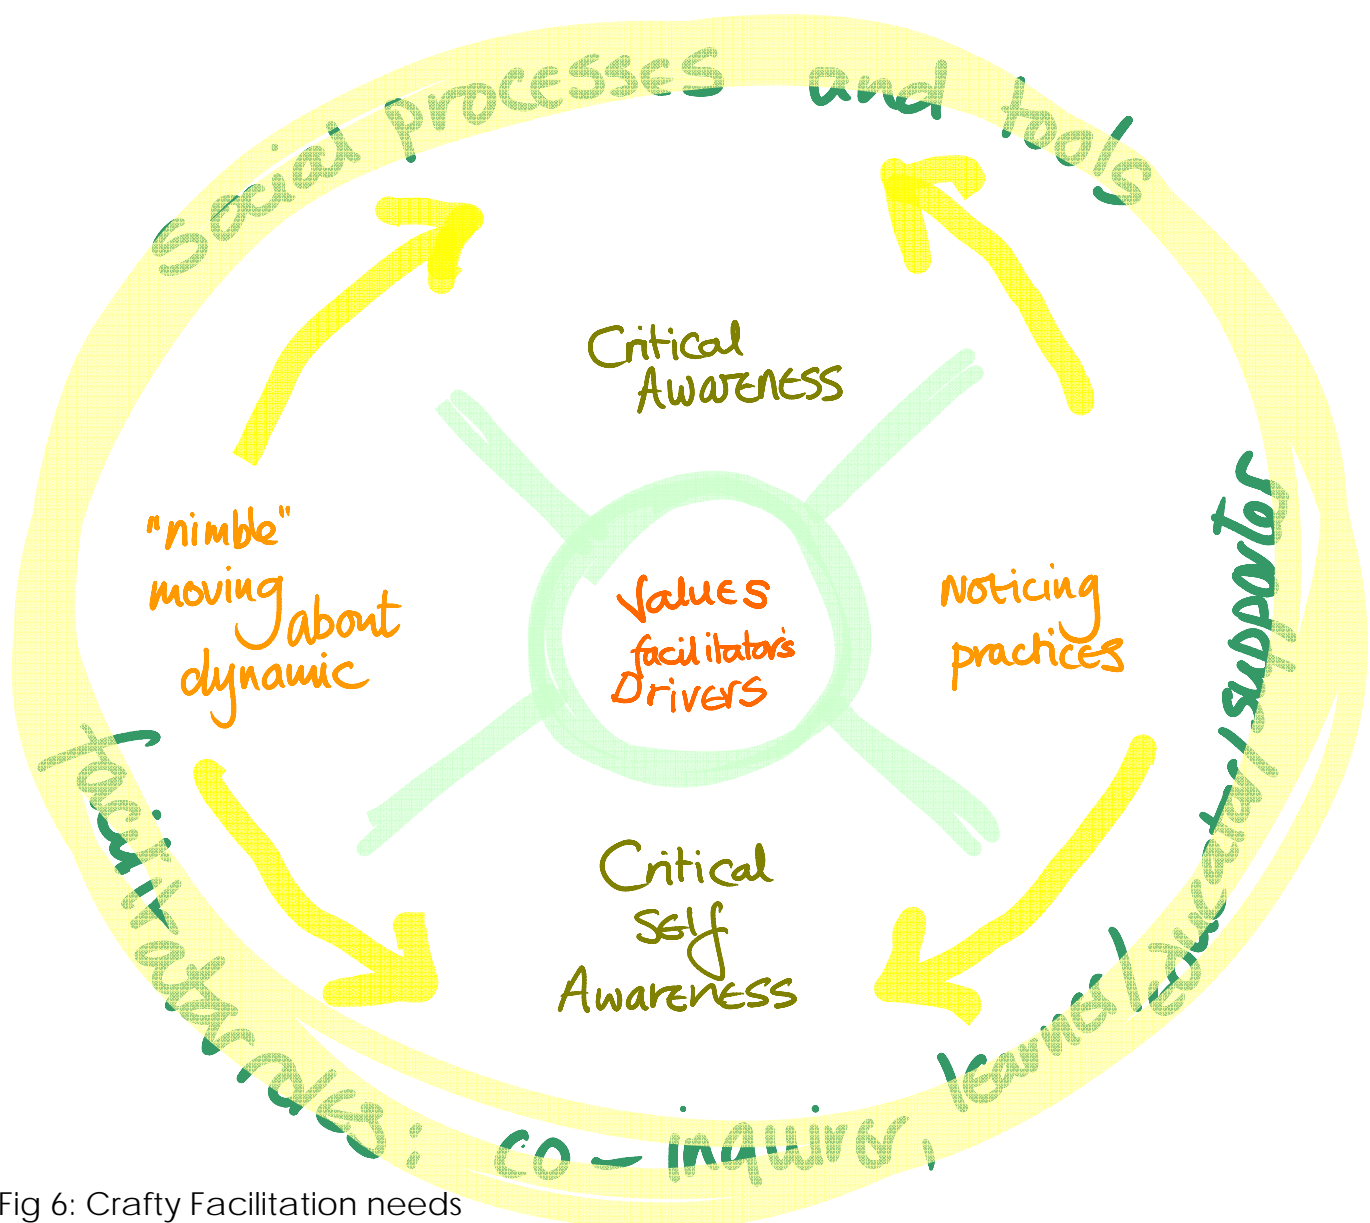 Social processes and tools
Critical
Awareness
"nimble"
moving
about
dynamic
Values
facilitator's
Drivers
Noticing
practices
Critical
Self
Awareness
facilitator roles: co-inquirer, learner/educator/supporter
Fig 6: Crafty Facilitation needs